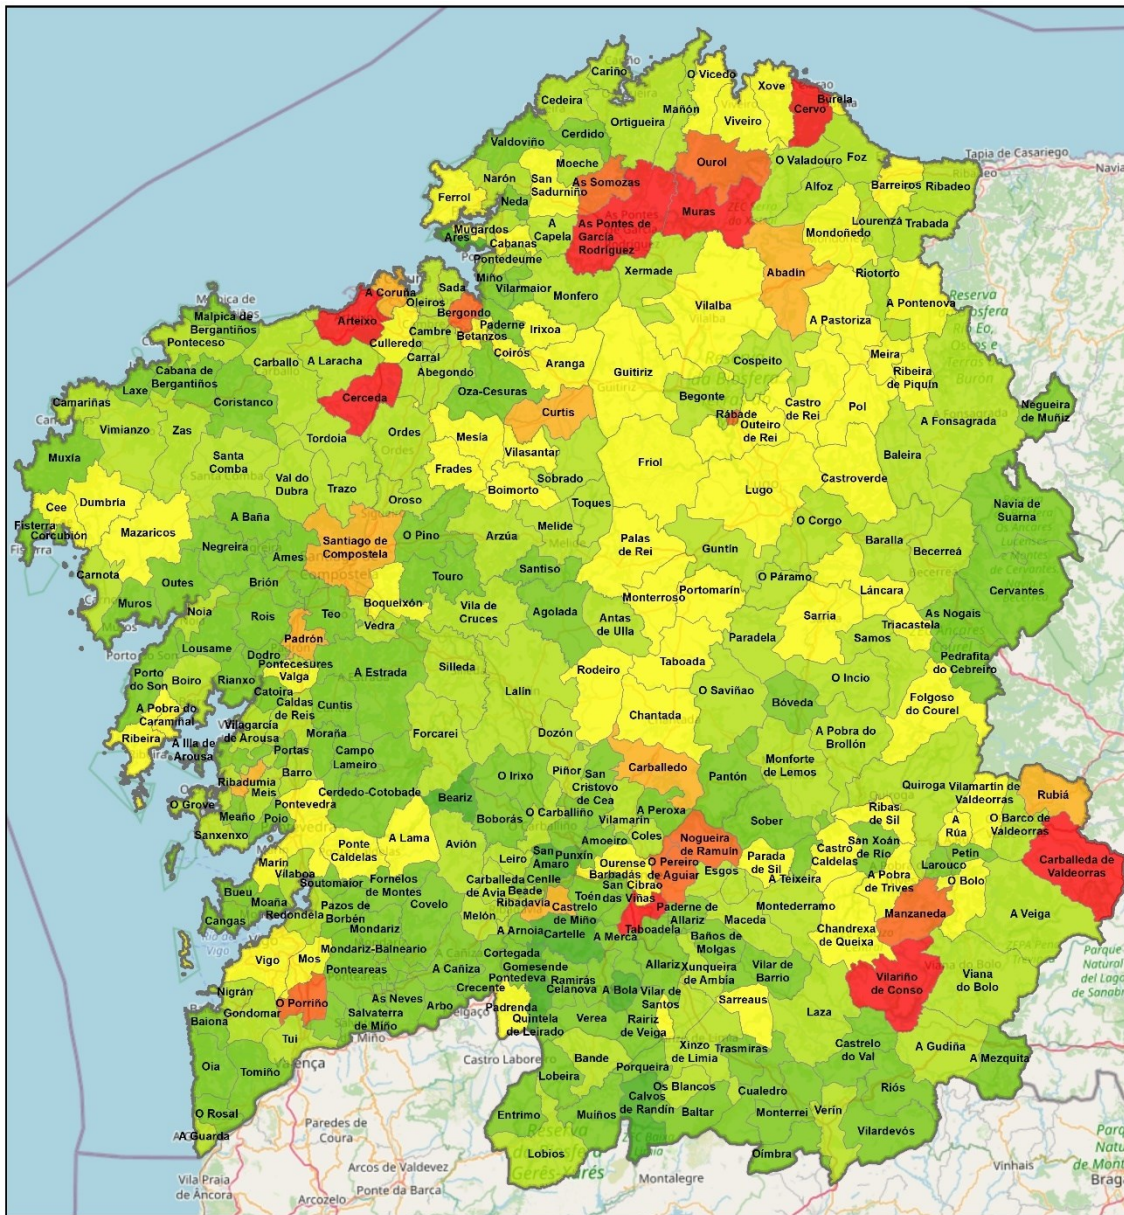 Cariño
O Vicedo
Xove
Cedeira
Mañón
Burela
Cervo
Ortigueira
Viveiro
Valdoviño
Cerdido
Tapia de Casariego
Navia
Moeche
Ourol
O Valadouro
Foz
Narón
San
Sadurniño
As Somozas
Alfoz
Barreiros
Ribadeo
Ferrol
Neda
As Pontes de
García
Rodríguez
Muras
Lourenzá
Trabada
Mugardos
Ares
Cabanas
A
Capela
Mondoñedo
Pontedeume
Xermade
Abadín
Riotorto
Miño
Vilarmaior
Monfero
A Coruña
Sada
Oleiros
Bergondo
Vilalba
A Pontenova
Malpica de
Bergantiños
Arteixo
Cambre
Betanzos
Paderne
Irixoa
A Pastoriza
Ponteceso
Culleredo
Coirós
Carballo
A Laracha
Carral
Aranga
Cospeito
Meira
Cabana de
Bergantiños
Abegondo
Guitiriz
Ribeira
de Piquín
Laxe
Oza-Cesuras
Begonte
Castro
de Rei
Pol
Camariñas
Coristanco
Cerceda
Curtis
Rábade
Outeiro
de Rei
A Fonsagrada
Negueira
de Muñiz
Vimianzo
Zas
Tordoia
Ordes
Mesía
Muxía
Santa
Comba
Vilasantar
Friol
Baleira
Val do
Dubra
Trazo
Frades
Sobrado
Lugo
Castroverde
Cee
Dumbría
Oroso
Boimorto
Toques
Navia de
Suarna
Fisterra
Corcubión
Mazaricos
A Baña
Santiago de
Compostela
O Pino
Arzúa
Melide
Palas
de Rei
O Corgo
Negreira
Ames
Guntín
Baralla
Becerreá
Carnota
Outes
Brión
Touro
Santiso
O Páramo
Láncara
Cervantes
Muros
Noia
Rois
Teo
Boqueixón
Agolada
Monterroso
Portomarín
Sarria
As Nogais
Vedra
Vila de
Cruces
Antas
de Ulla
Triacastela
Lousame
Padrón
Paradela
Samos
Dodro
Pontecesures
Pedrafita
do Cebreiro
Porto
do Son
Boiro
Rianxo
Valga
A Estrada
Silleda
Rodeiro
Taboada
O Incio
Catoira
Lalín
O Saviñao
Folgoso
do Courel
A Pobra do
Caramiñal
Caldas
de Reis
Cuntis
Chantada
Bóveda
Ribeira
Vilagarcía
de Arousa
Moraña
Forcarei
Dozón
A Pobra do
Brollón
A Illa de
Arousa
Portas
Campo
Lameiro
Carballedo
Pantón
Monforte
de Lemos
Ribadumia
Barro
O Irixo
Piñor
San
Cristovo
de Cea
Quiroga
Vilamartín de
Valdeorras
Rubiá
Meis
Cerdedo-Cotobade
Beariz
O Grove
Meaño
Pontevedra
Poio
Boborás
O Carballiño
Vilamarín
A Peroxa
Sober
Ribas
de Sil
A
Rúa
O Barco de
Valdeorras
Sanxenxo
A Lama
Amoeiro
Coles
Nogueira
de Ramuín
San Xoán
de Río
Ponte
Caldelas
Avión
San
Amaro
Punxín
Castro
Caldelas
Petín
Carballeda de
Valdeorras
Marín
Leiro
Ourense
O Pereiro
de Aguiar
Parada
de Sil
Larouco
Vilaboa
Cenlle
Barbadás
Esgos
A Teixeira
A Pobra
de Trives
O Bolo
Bueu
Soutomaior
Fornelos
de Montes
Carballeda
de Avia
Beade
San Cibrao
das Viñas
Moaña
Covelo
Ribadavia
Toén
Cangas
Redondela
Pazos de
Borbén
Melón
Castrelo
de Miño
Paderne de
Allariz
Maceda
Montederramo
Manzaneda
A Veiga
Mondariz
A Arnoia
Cartelle
A Merca
Taboadela
Baños de
Molgas
Chandrexa
de Queixa
Vigo
Mos
Mondariz-Balneario
Cortegada
Ponteareas
A Cañiza
Gomesende
Pontedeva
Ramirás
Allariz
Xunqueira
de Ambía
Vilar de
Barrio
Vilariño
de Conso
Viana
do Bolo
Nigrán
O Porriño
Crecente
Celanova
A Bola
Vilar de
Santos
Gondomar
As Neves
Arbo
Padrenda
Sarreaus
Baiona
Salvaterra
de Miño
Quintela
de Leirado
Verea
Rairiz
de Veiga
Laza
Tui
Valença
Castro Laboreiro
Bande
Xinzo
de Limia
Trasmiras
Castrelo
do Val
A Gudiña
A Mezquita
Oia
Tomiño
Lobeira
Porqueira
Os Blancos
Cualedro
Riós
O Rosal
Entrimo
Muíños
Calvos
de Randín
Baltar
Monterrei
Verín
A Guarda
Paredes de
Coura
Lobios
Oímbra
Vilardevós
Vila Praia
de Âncora
Arcos de Valdevez
Montalegre
Vinhais
Arcozelo
Ponte da Barca